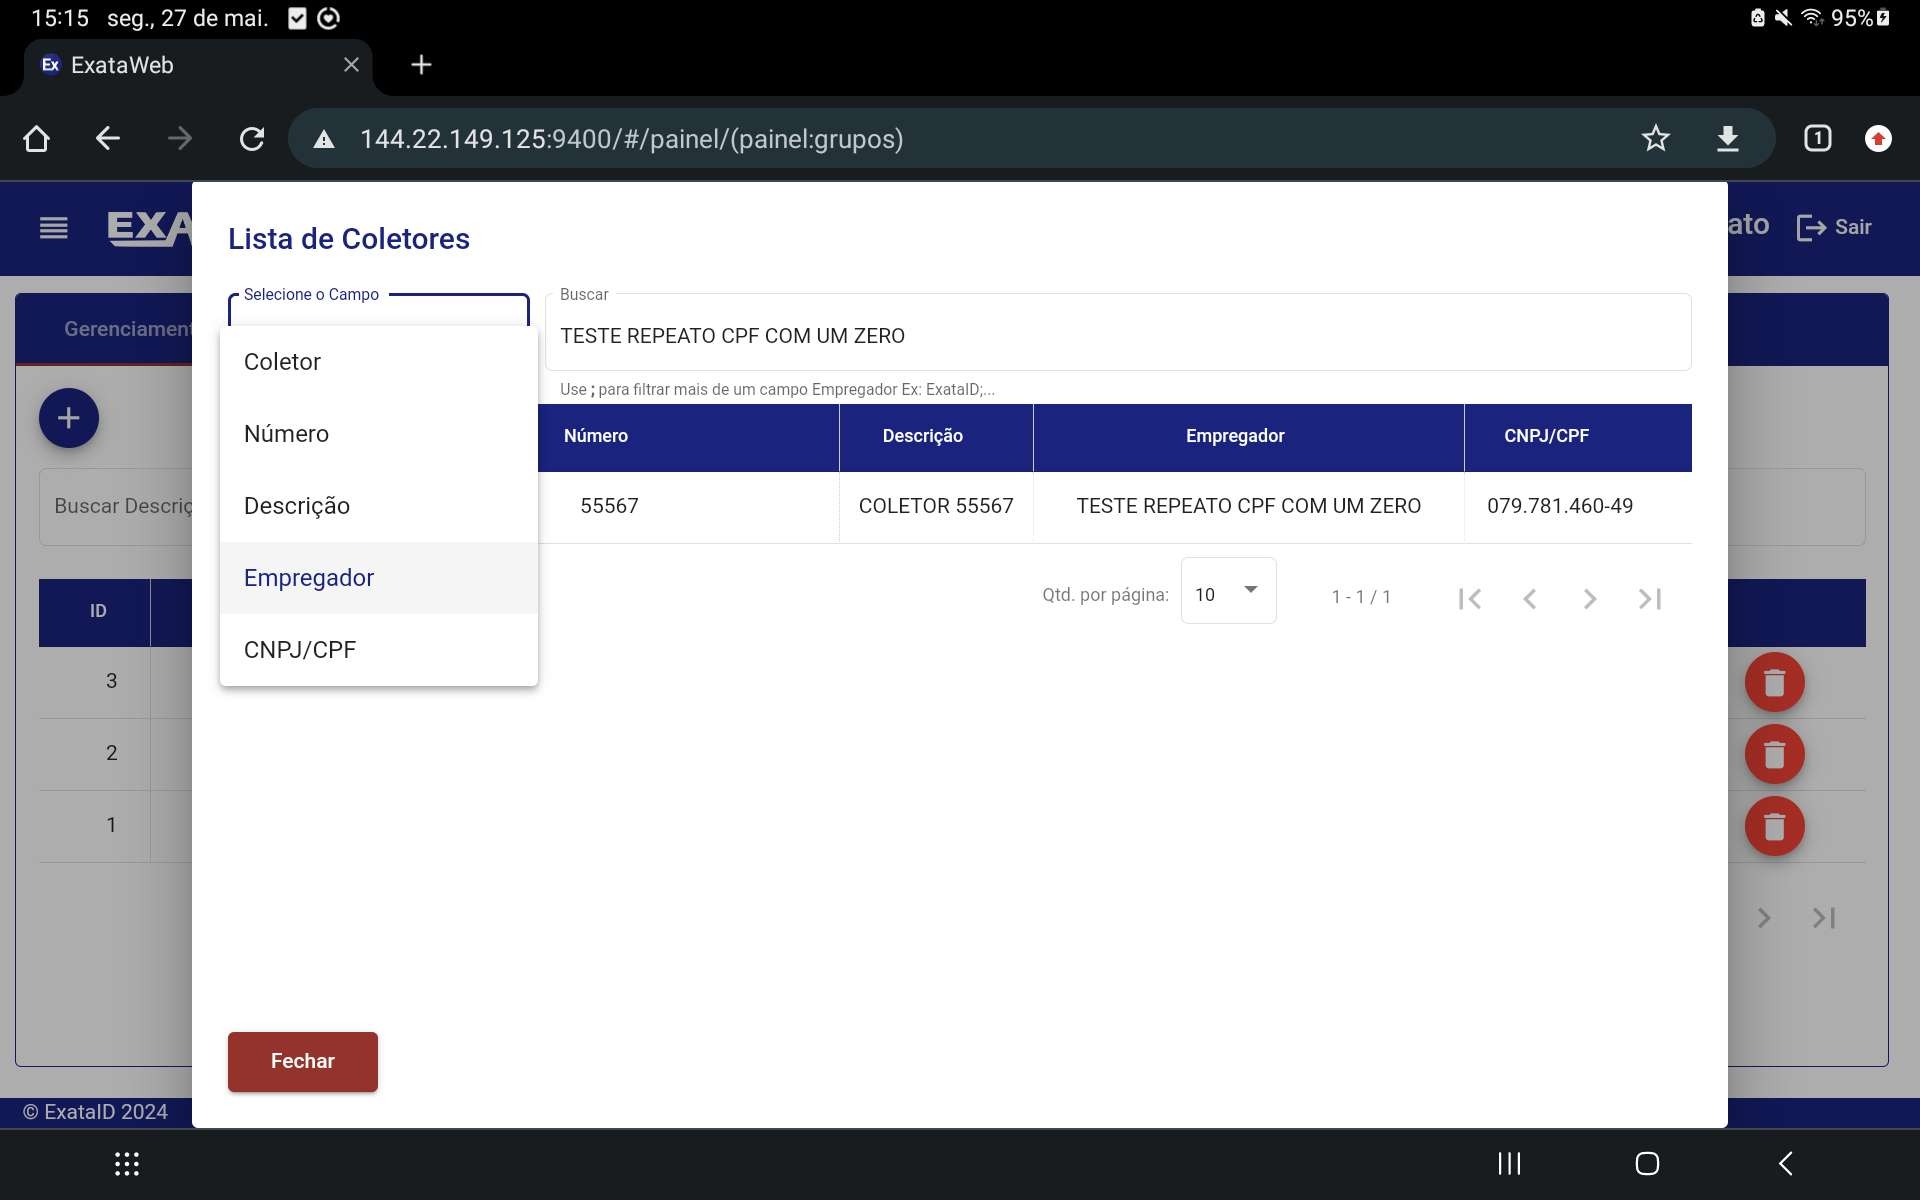 15:15 seg., 27 de mai. 95%
Ex ExataWeb
144.22.149.125:9400/#/painel/(painel:grupos) 1
EXA ato Sair
Lista de Coletores
Selecione o Campo Buscar
TESTE REPEATO CPF COM UM ZERO
Use ; para filtrar mais de um campo Empregador Ex: ExataID;...
Gerenciament
Coletor
Número
Descrição
Empregador
CNPJ/CPF
Número Descrição Empregador CNPJ/CPF
55567 COLETOR 55567 TESTE REPEATO CPF COM UM ZERO 079.781.460-49
Qtd. por página: 10 1 - 1 / 1
Buscar Descriç
ID
3
2
1
Fechar
© ExataID 2024